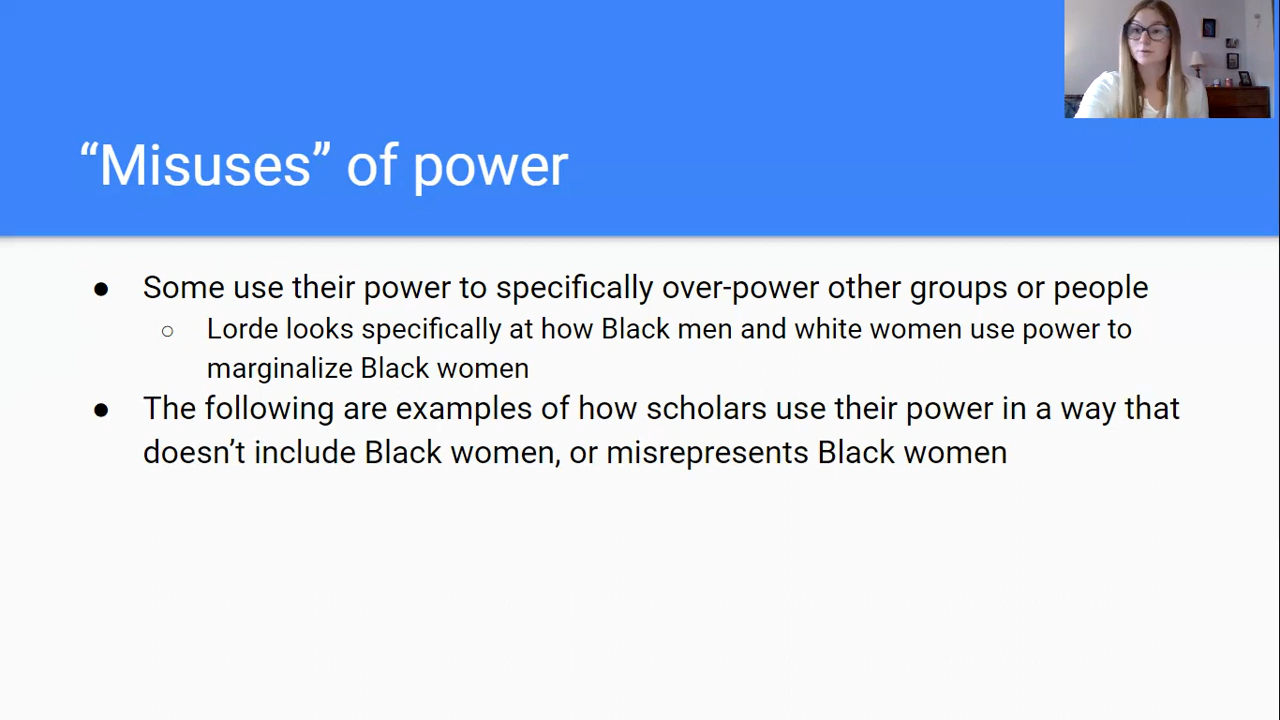 “Misuses” of power
● Some use their power to specifically over-power other groups or people
○ Lorde looks specifically at how Black men and white women use power to
marginalize Black women
● The following are examples of how scholars use their power in a way that
doesn’t include Black women, or misrepresents Black women